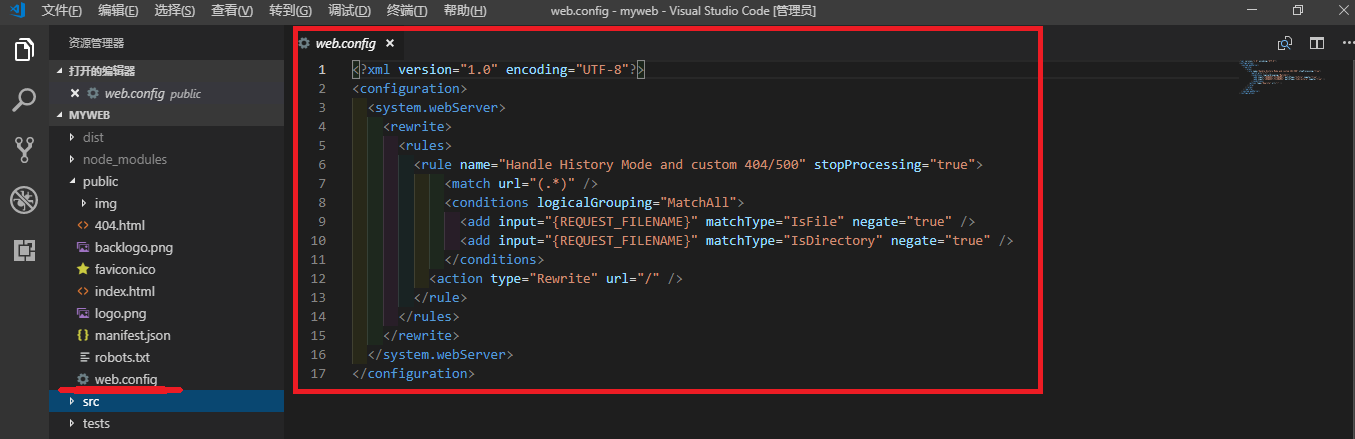 文件(F) 编辑(E) 选择(S) 查看(V) 转到(G) 调试(D) 终端(T) 帮助(H) web.config - myweb - Visual Studio Code [管理员]
资源管理器
打开的编辑器
web.config public
MYWEB
dist
node_modules
public
img
404.html
backlogo.png
favicon.ico
index.html
logo.png
manifest.json
robots.txt
web.config
src
tests
web.config
1 <?xml version="1.0" encoding="UTF-8"?>
2 <configuration>
3 <system.webServer>
4 <rewrite>
5 <rules>
6 <rule name="Handle History Mode and custom 404/500" stopProcessing="true">
7 <match url="(.*)" />
8 <conditions logicalGrouping="MatchAll">
9 <add input="{REQUEST_FILENAME}" matchType="IsFile" negate="true" />
10 <add input="{REQUEST_FILENAME}" matchType="IsDirectory" negate="true" />
11 </conditions>
12 <action type="Rewrite" url="/" />
13 </rule>
14 </rules>
15 </rewrite>
16 </system.webServer>
17 </configuration>